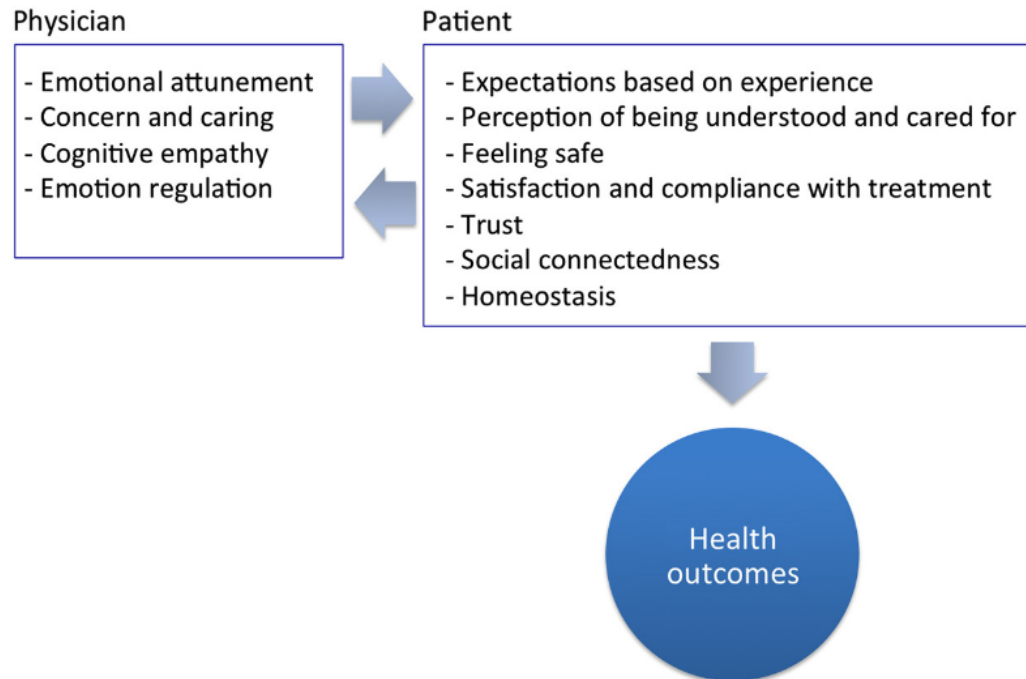 Physician
- Emotional attunement
- Concern and caring
- Cognitive empathy
- Emotion regulation
Patient
- Expectations based on experience
- Perception of being understood and cared for
- Feeling safe
- Satisfaction and compliance with treatment
- Trust
- Social connectedness
- Homeostasis
Health
outcomes